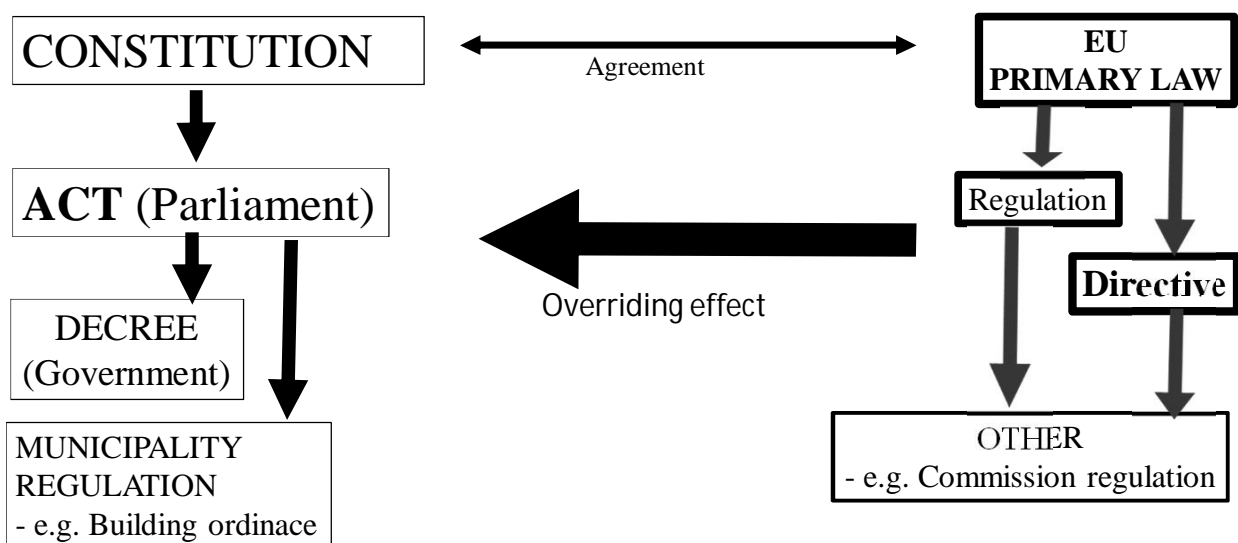 CONSTITUTION
Agreement
EU
PRIMARY LAW
ACT (Parliament)
Regulation
Overriding effect
Directive
DECREE
(Government)
MUNICIPALITY
REGULATION
- e.g. Building ordinace
OTHER
- e.g. Commission regulation